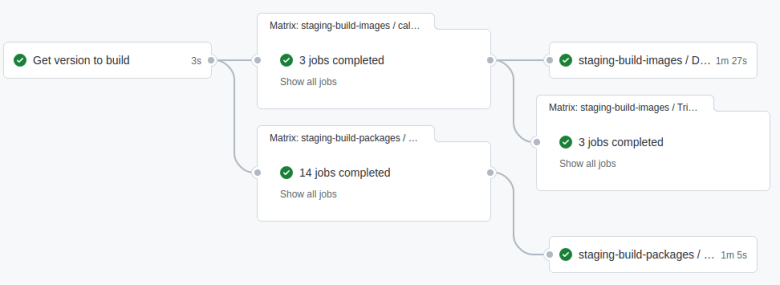 Get version to build 3s
Matrix: staging-build-images / cal...
3 jobs completed
Show all jobs
Matrix: staging-build-packages / ...
14 jobs completed
Show all jobs
staging-build-images / D... 1m 27s
Matrix: staging-build-images / Tri...
3 jobs completed
Show all jobs
staging-build-packages / ... 1m 5s